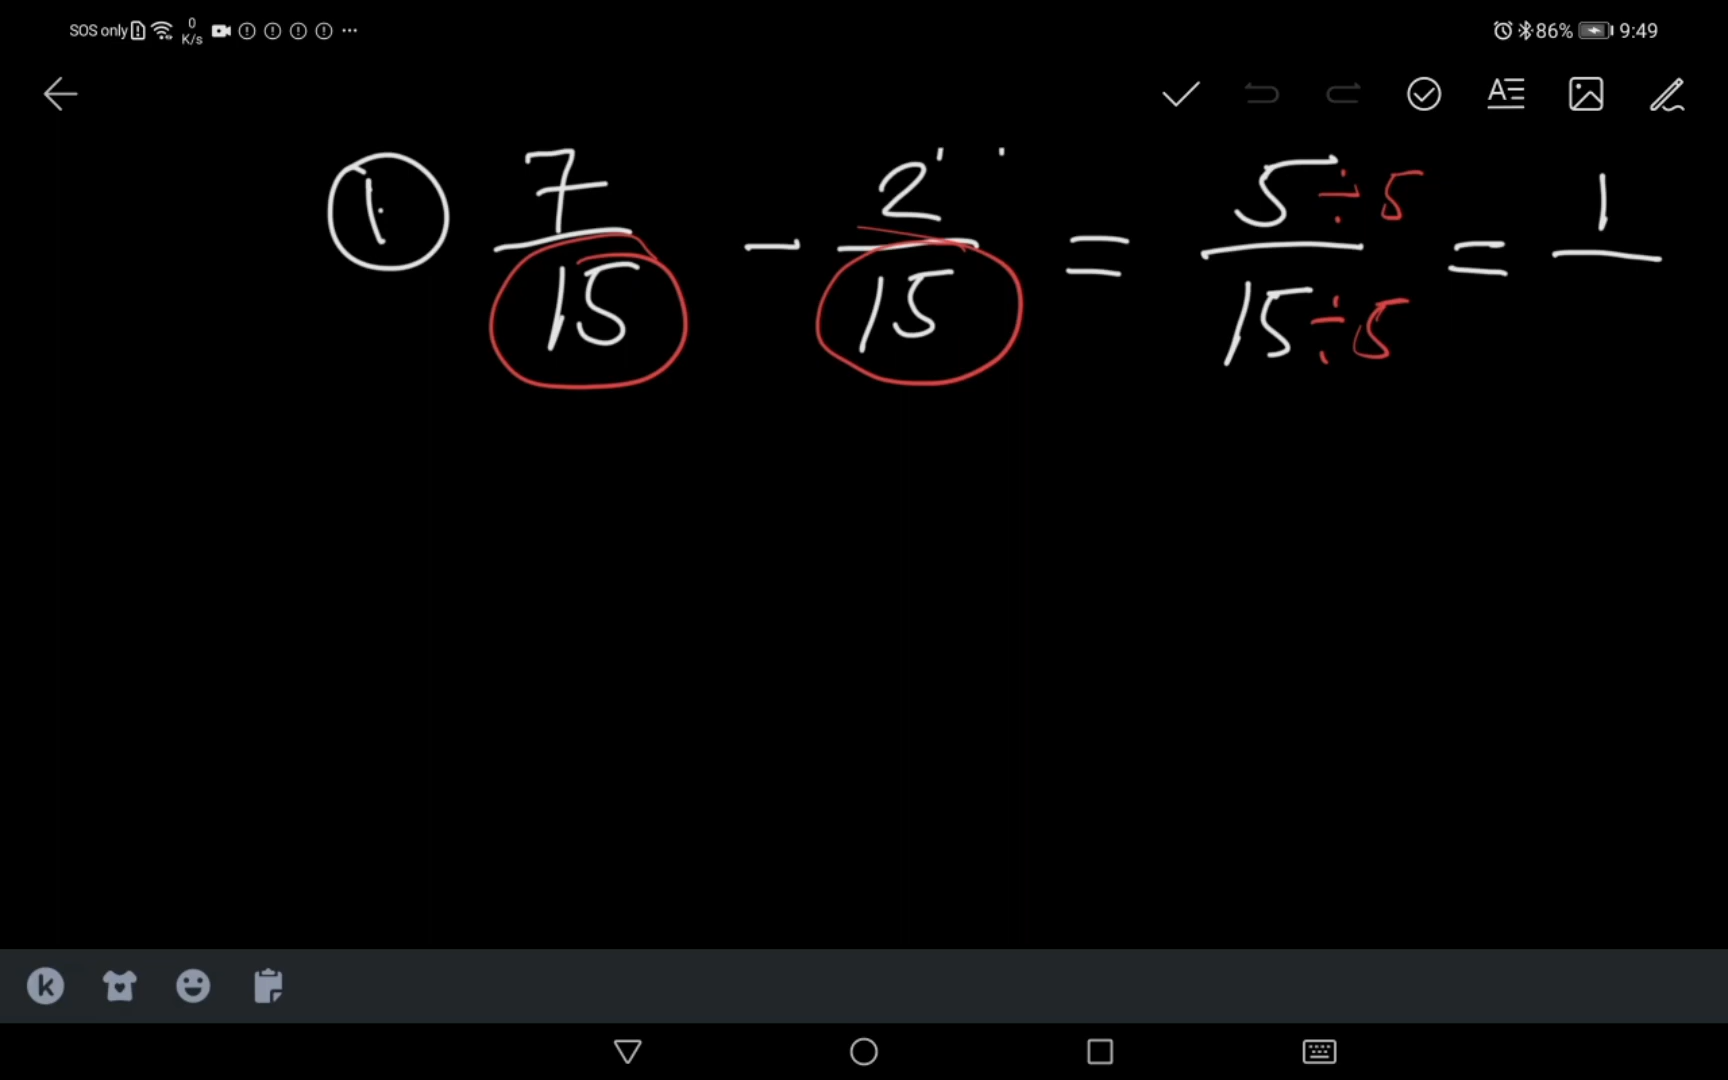 SOS only 0 K/s 86% 9:49
① 7/15 - 2/15 = 5÷5/15÷5 = 1/